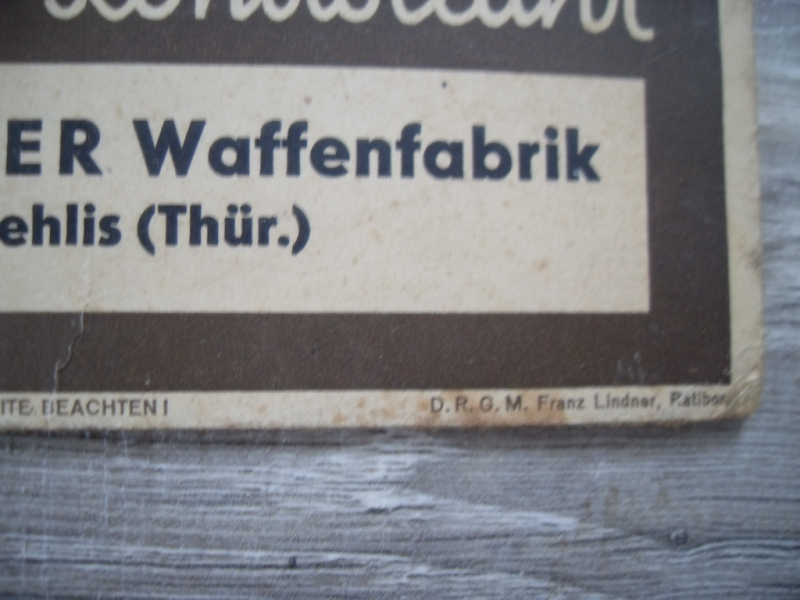 ER Waffenfabrik
ehlis (Thür.)
ITE BEACHTEN!
D. R. G. M. Franz Lindner, Ratibor.